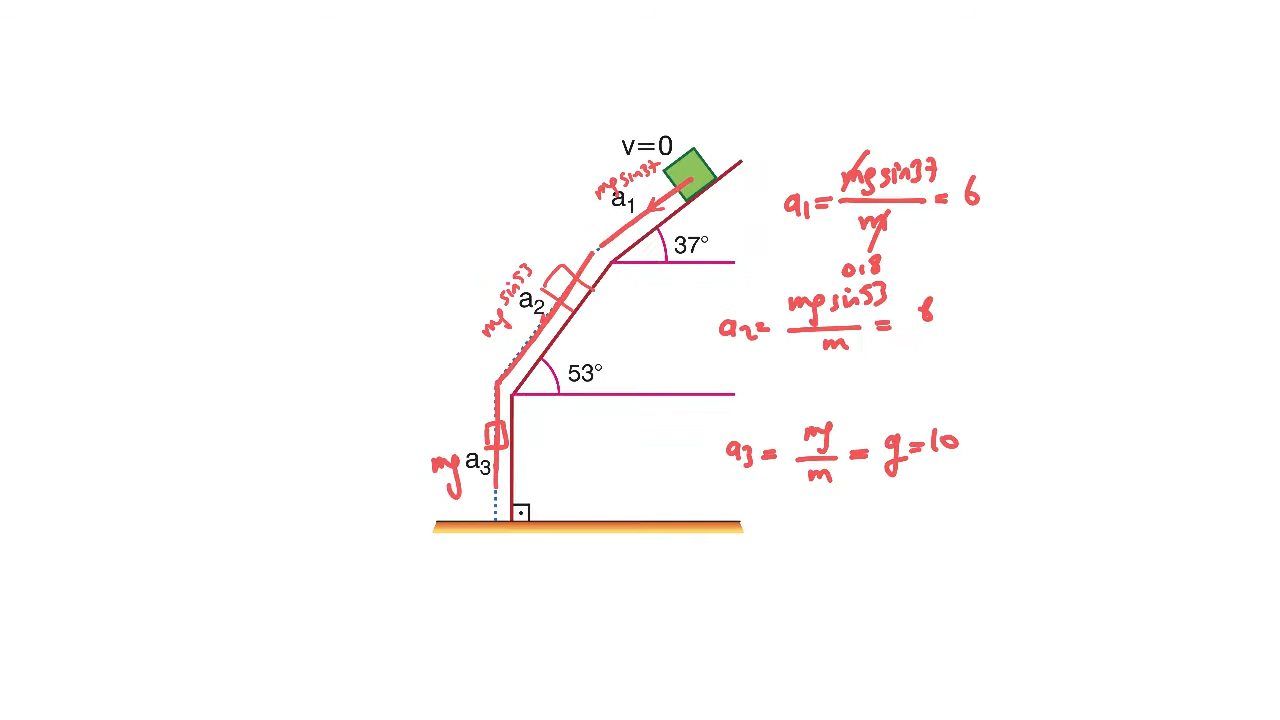 v=0
mg sin37
a1
37°
mg sin53
a2
53°
mg a3
a1 = mg sin37 / m = 6
0,8
a2 = mg sin53 / m = 8
a3 = mg / m = g = 10